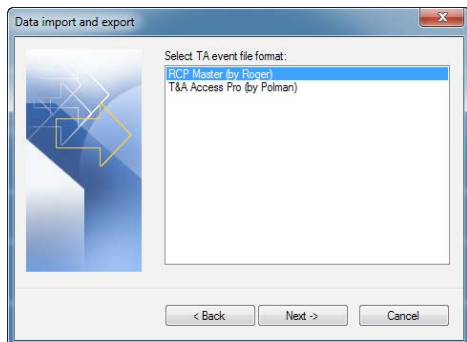 Data import and export
Select TA event file format:
RCP Master (by Roger)
T&A Access Pro (by Polman)
< Back
Next ->
Cancel